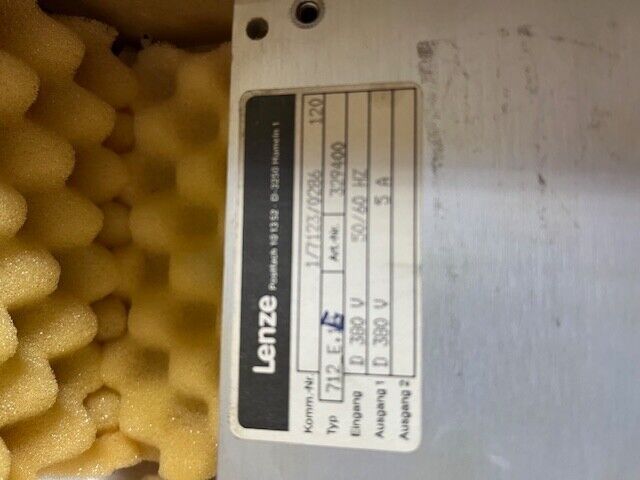 Lenze Postfach 10 13 52 · D-3250 Hameln 1
Komm.-Nr. 1/7123/0286 120
Typ 712 E. Art.-Nr. 329400
Eingang D 380 V 50/60 HZ
Ausgang 1 D 380 V 5 A
Ausgang 2